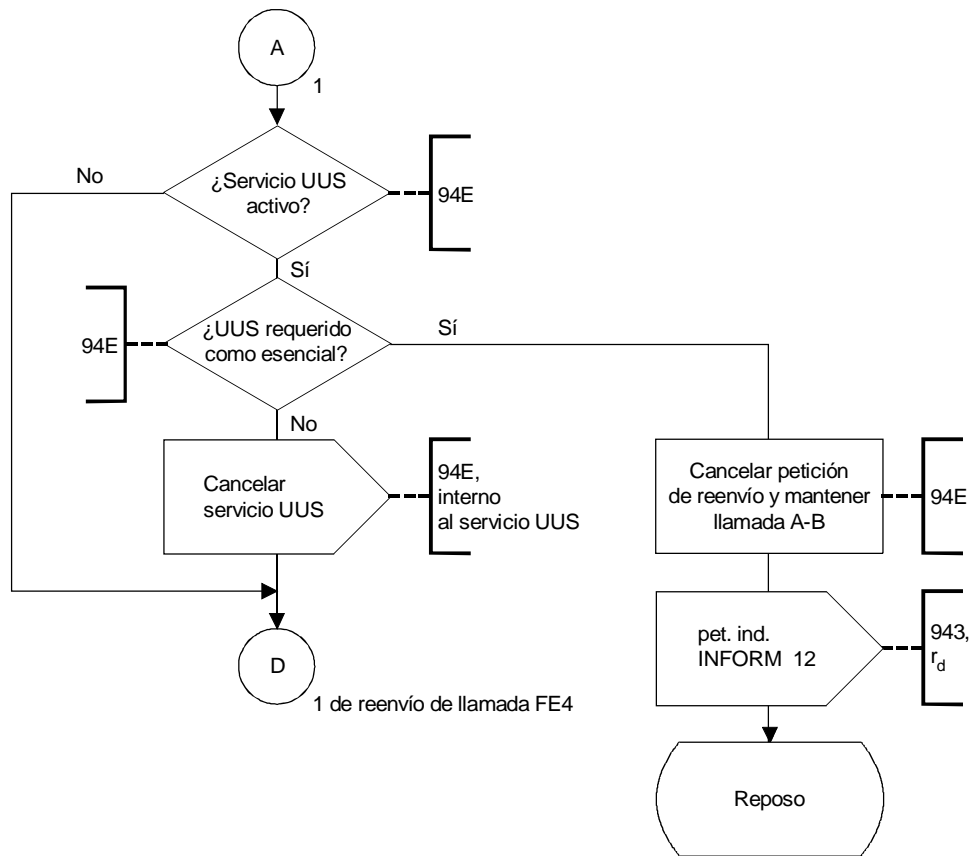 A
1
No
¿Servicio UUS
activo?
94E
Sí
94E
¿UUS requerido
como esencial?
Sí
No
Cancelar
servicio UUS
94E,
interno
al servicio UUS
Cancelar petición
de reenvío y mantener
llamada A-B
94E
pet. ind.
INFORM 12
943,
rd
D
1 de reenvío de llamada FE4
Reposo